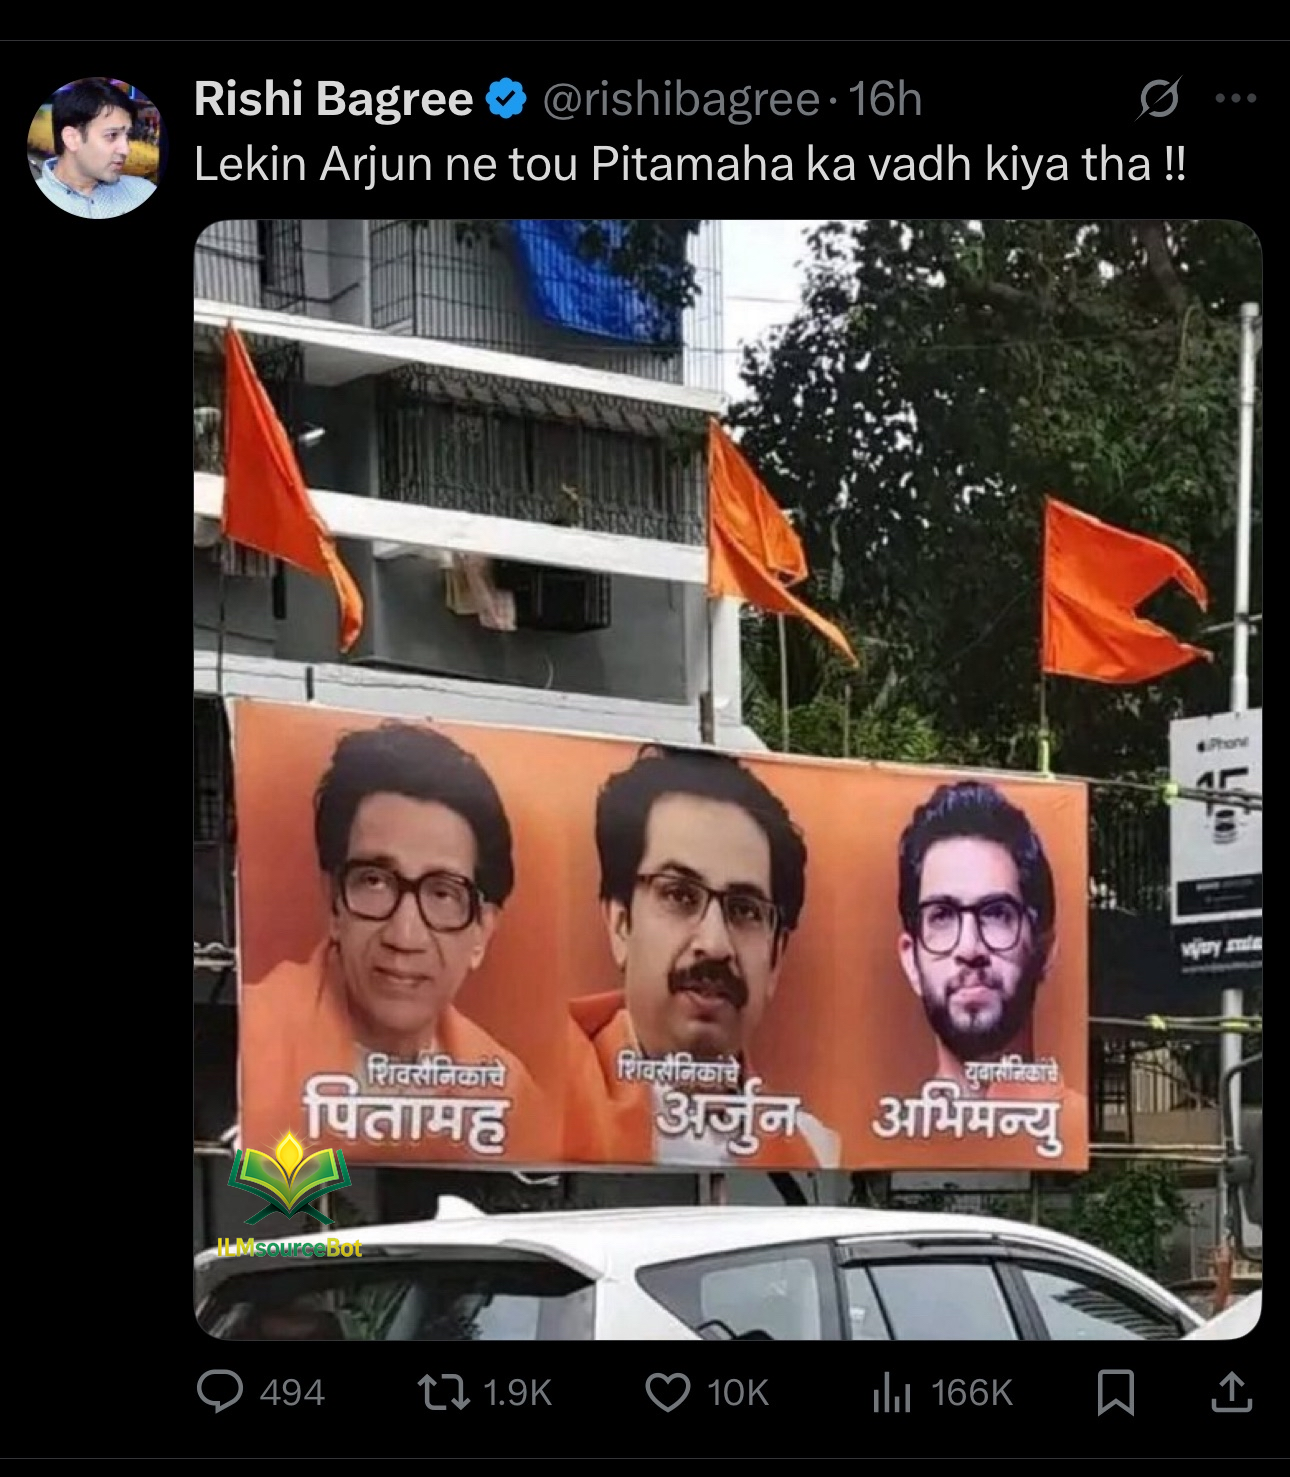 Rishi Bagree @rishibagree · 16h
Lekin Arjun ne tou Pitamaha ka vadh kiya tha !!
iPhone
15
शिवसैनिकांचे
पितामह
शिवसैनिकांचे
अर्जुन
युवासैनिकांचे
अभिमन्यु
ILMsourceBot
494 1.9K 10K 166K